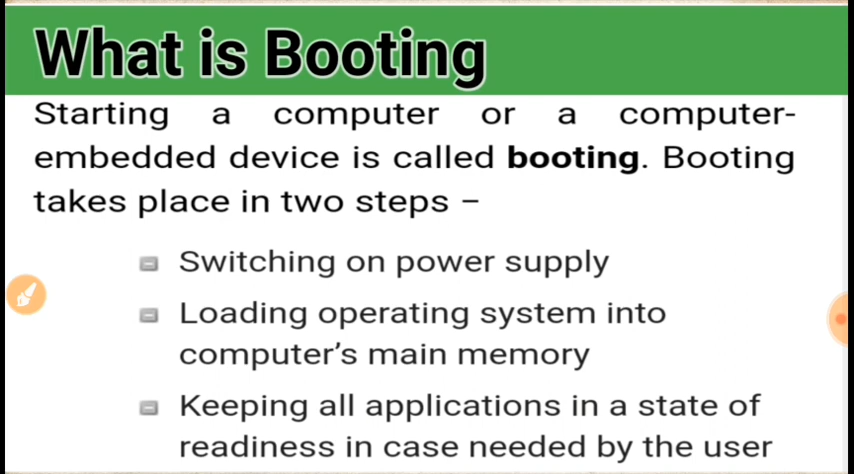 What is Booting
Starting a computer or a computer-
embedded device is called booting. Booting
takes place in two steps –
Switching on power supply
Loading operating system into
computer’s main memory
Keeping all applications in a state of
readiness in case needed by the user